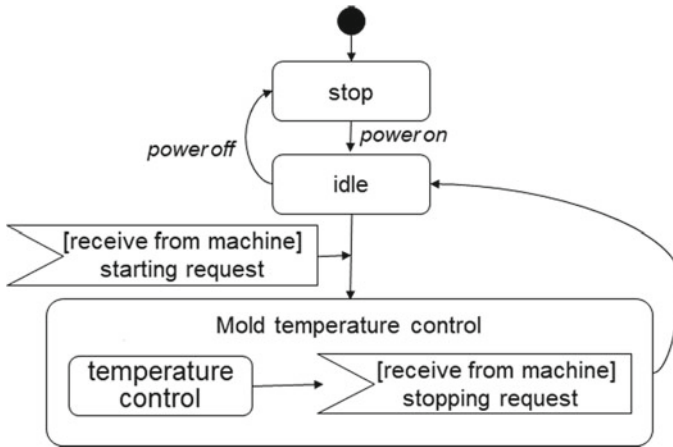 stop
power on
power off
idle
[receive from machine]
starting request
Mold temperature control
temperature
control
[receive from machine]
stopping request